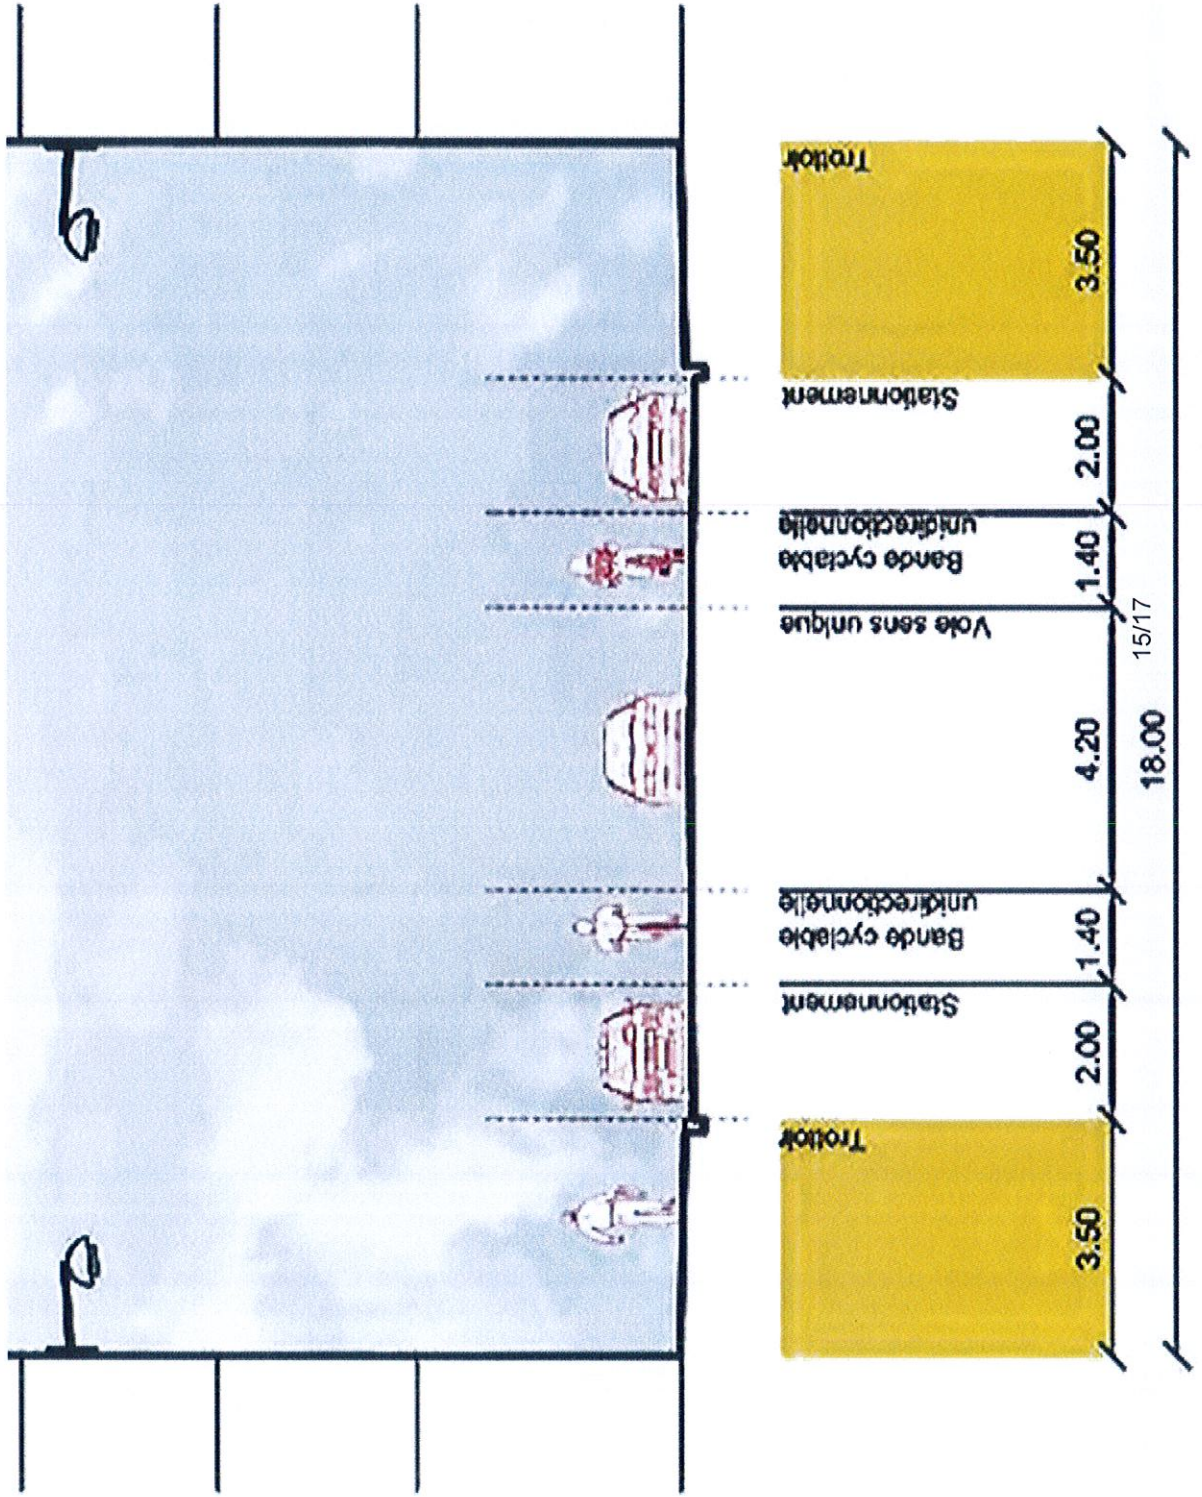 Trottoir
Stationnement
Bande cyclable
unidirectionnelle
Voie sens unique
Bande cyclable
unidirectionnelle
Stationnement
Trottoir
3.50
2.00
1.40
4.20
1.40
2.00
3.50
18.00
15/17